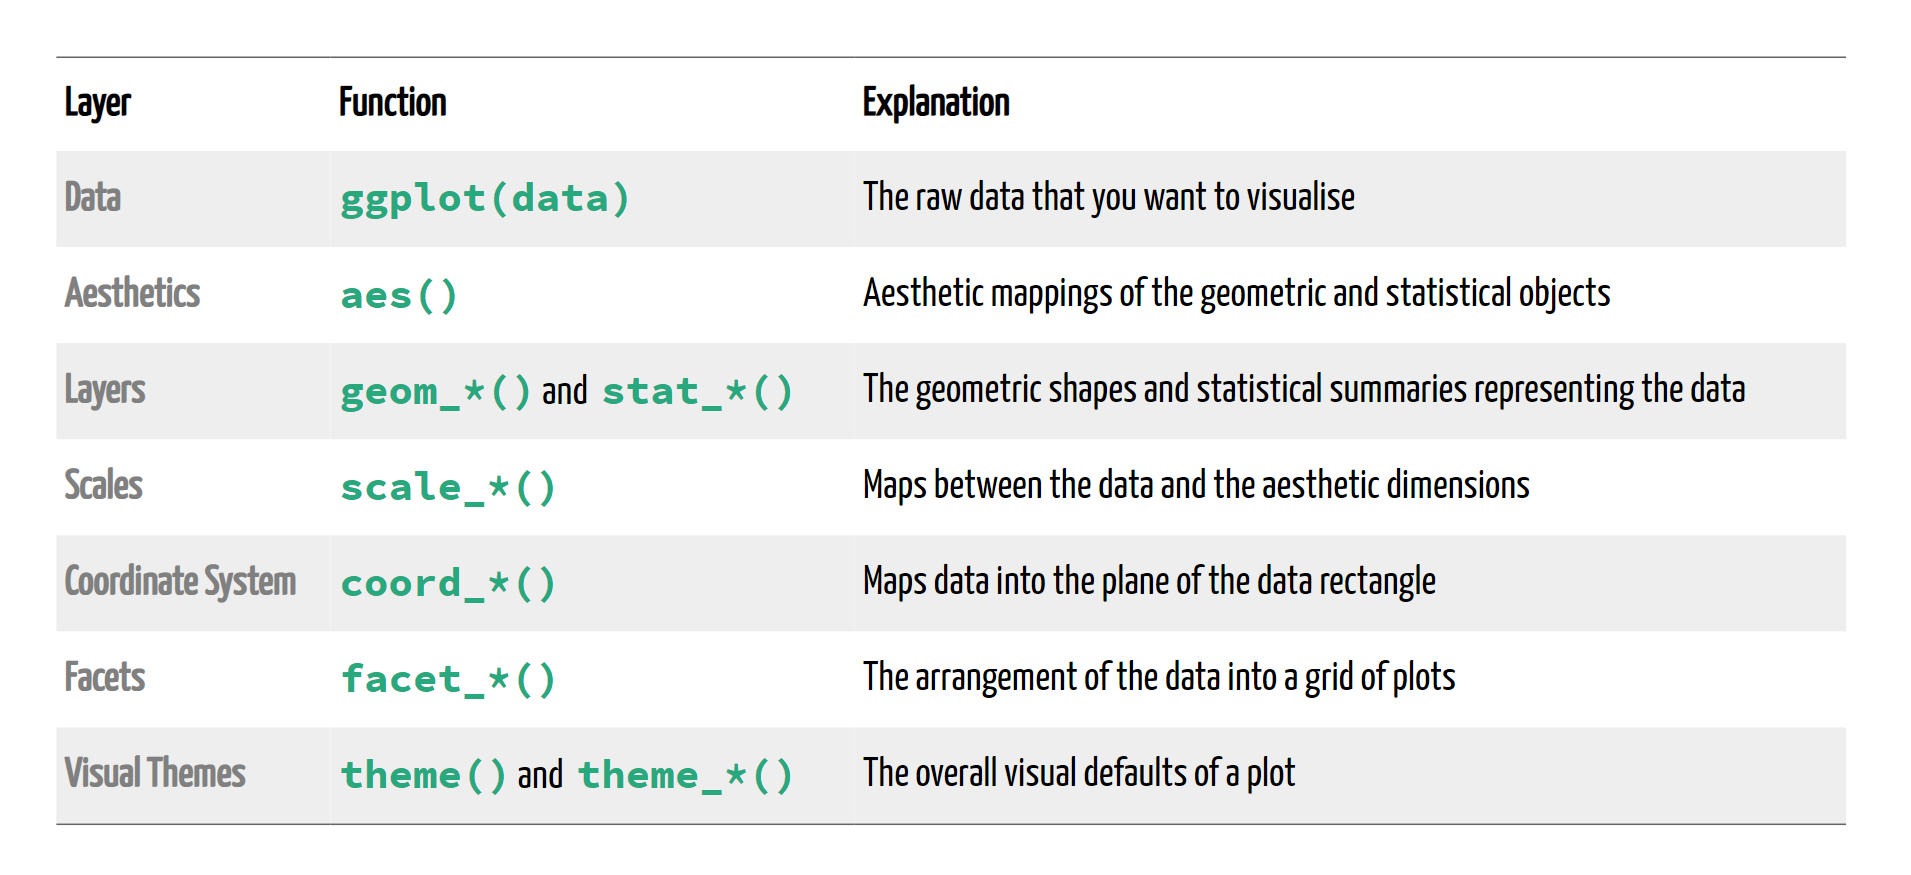 Layer Function Explanation
Data ggplot(data) The raw data that you want to visualise
Aesthetics aes() Aesthetic mappings of the geometric and statistical objects
Layers geom_*() and stat_*() The geometric shapes and statistical summaries representing the data
Scales scale_*() Maps between the data and the aesthetic dimensions
Coordinate System coord_*() Maps data into the plane of the data rectangle
Facets facet_*() The arrangement of the data into a grid of plots
Visual Themes theme() and theme_*() The overall visual defaults of a plot